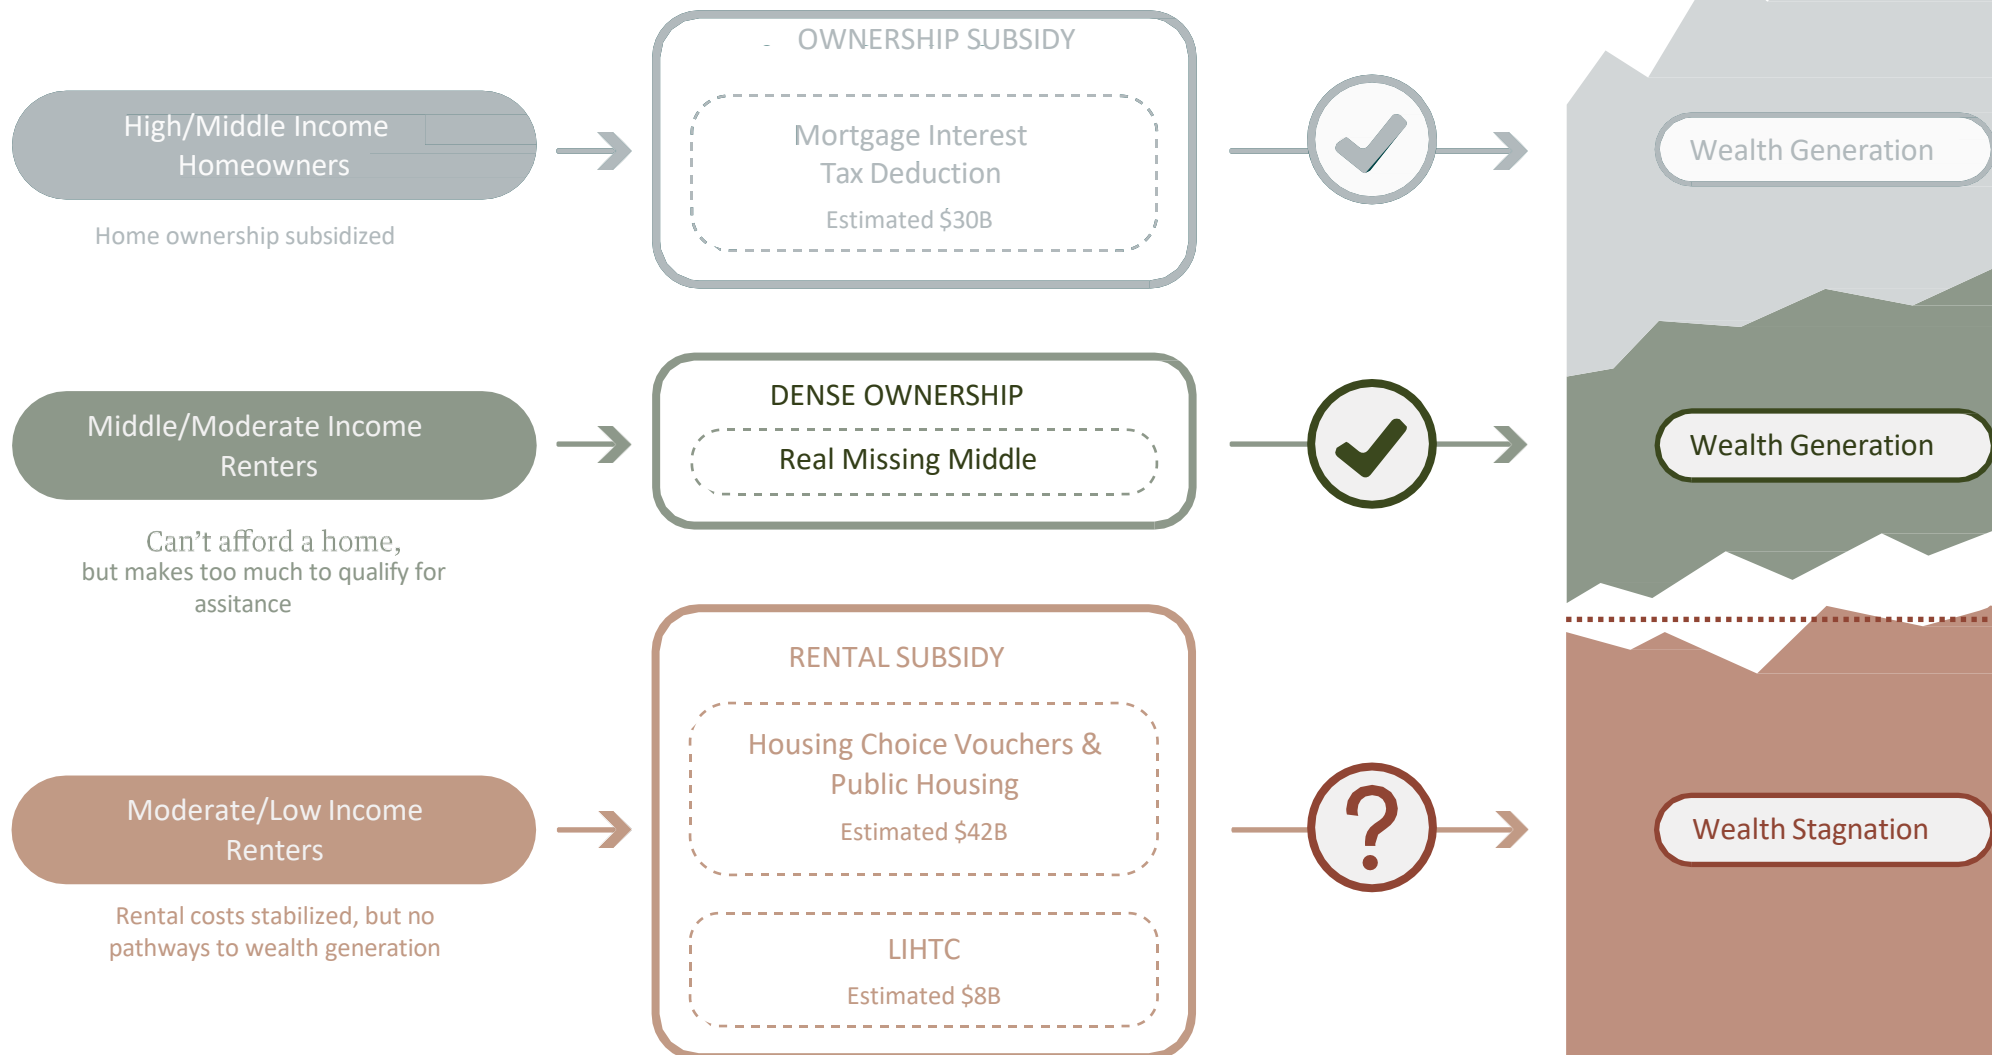 OWNERSHIP SUBSIDY
High/Middle Income
Homeowners
Home ownership subsidized
Mortgage Interest
Tax Deduction
Estimated $30B
Wealth Generation
Middle/Moderate Income
Renters
Can't afford a home,
but makes too much to qualify for
assitance
DENSE OWNERSHIP
Real Missing Middle
Wealth Generation
Moderate/Low Income
Renters
Rental costs stabilized, but no
pathways to wealth generation
RENTAL SUBSIDY
Housing Choice Vouchers &
Public Housing
Estimated $42B
LIHTC
Estimated $8B
?
Wealth Stagnation